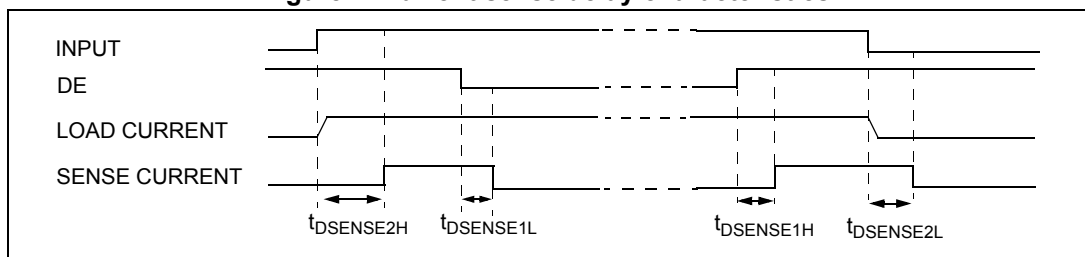 INPUT
DE
LOAD CURRENT
SENSE CURRENT
tDSENSE2H tDSENSE1L tDSENSE1H tDSENSE2L